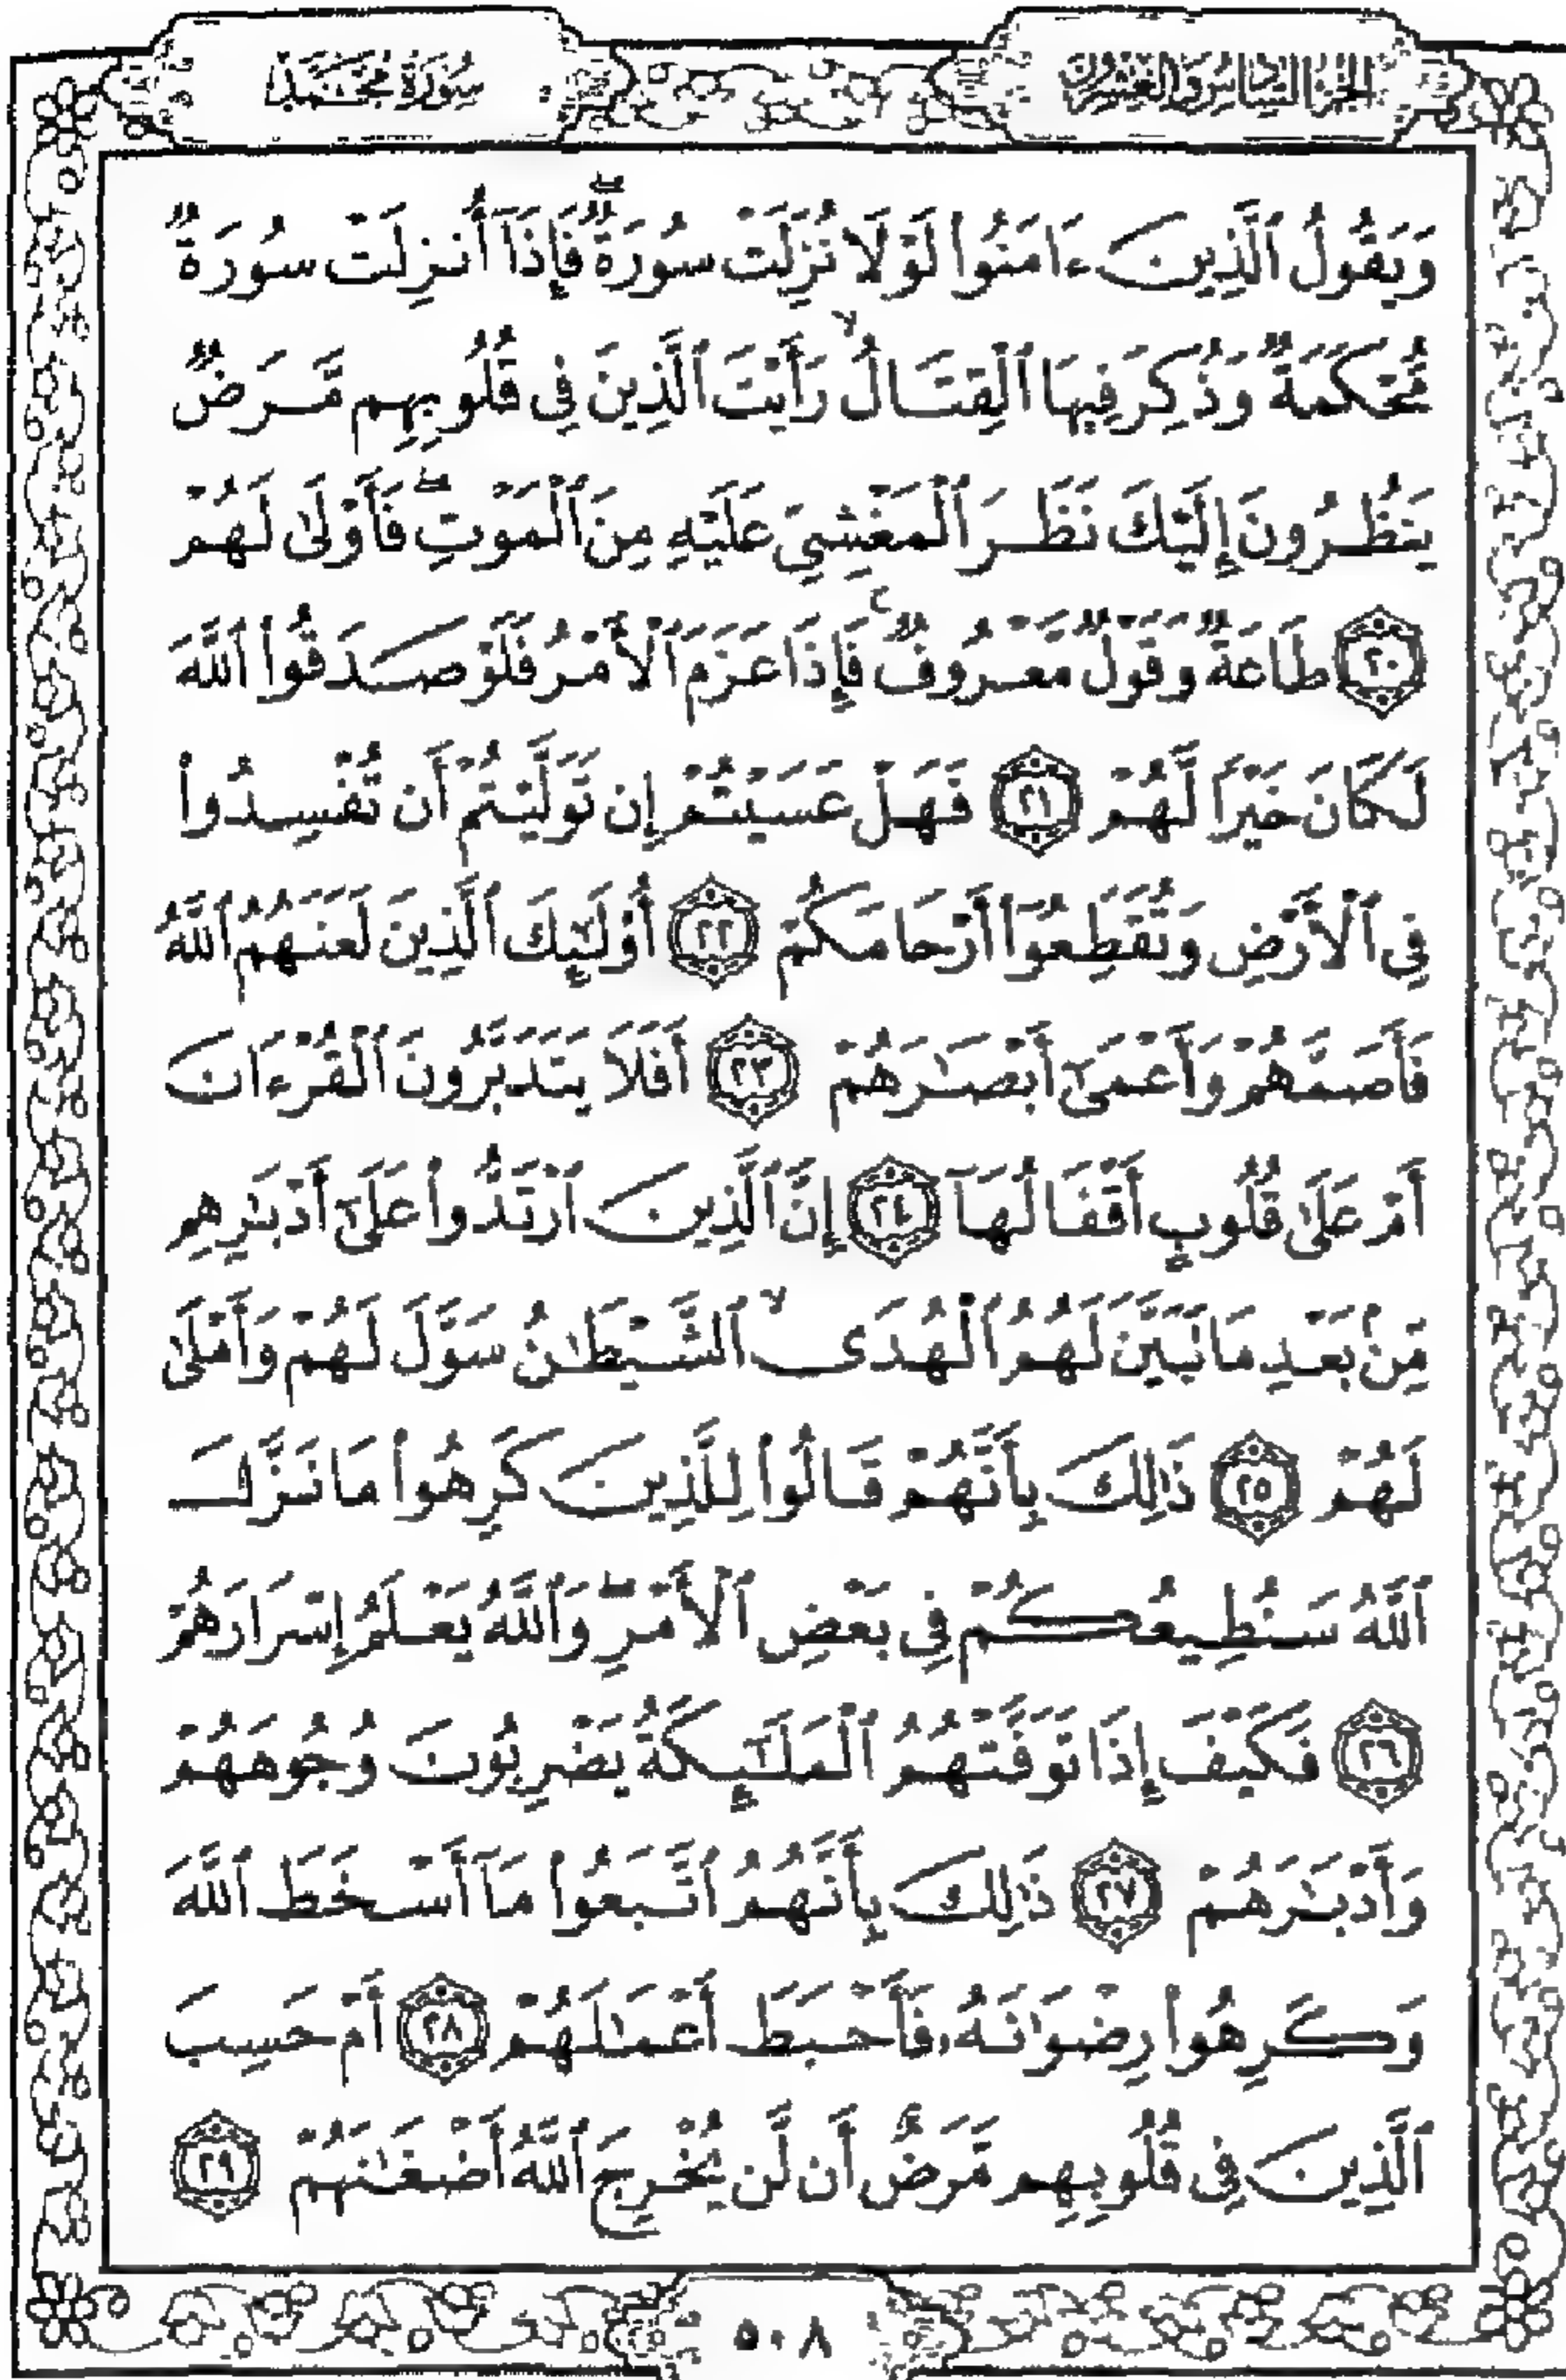 الجزء السادس والعشرون
سورة محمد
وَيَقُولُ ٱلَّذِينَ ءَامَنُوا۟ لَوْلَا نُزِّلَتْ سُورَةٌۖ فَإِذَآ أُنزِلَتْ سُورَةٌ
مُّحْكَمَةٌ وَذُكِرَ فِيهَا ٱلْقِتَالُۙ رَأَيْتَ ٱلَّذِينَ فِى قُلُوبِهِم مَّرَضٌ
يَنظُرُونَ إِلَيْكَ نَظَرَ ٱلْمَغْشِىِّ عَلَيْهِ مِنَ ٱلْمَوْتِۖ فَأَوْلَىٰ لَهُمْ
٢٠ طَاعَةٌ وَقَوْلٌ مَّعْرُوفٌۚ فَإِذَا عَزَمَ ٱلْأَمْرُ فَلَوْ صَدَقُوا۟ ٱللَّهَ
لَكَانَ خَيْرًا لَّهُمْ ٢١ فَهَلْ عَسَيْتُمْ إِن تَوَلَّيْتُمْ أَن تُفْسِدُوا۟
فِى ٱلْأَرْضِ وَتُقَطِّعُوٓا۟ أَرْحَامَكُمْ ٢٢ أُو۟لَٰٓئِكَ ٱلَّذِينَ لَعَنَهُمُ ٱللَّهُ
فَأَصَمَّهُمْ وَأَعْمَىٰٓ أَبْصَٰرَهُمْ ٢٣ أَفَلَا يَتَدَبَّرُونَ ٱلْقُرْءَانَ
أَمْ عَلَىٰ قُلُوبٍ أَقْفَالُهَآ ٢٤ إِنَّ ٱلَّذِينَ ٱرْتَدُّوا۟ عَلَىٰٓ أَدْبَٰرِهِم
مِّنۢ بَعْدِ مَا تَبَيَّنَ لَهُمُ ٱلْهُدَىۙ ٱلشَّيْطَٰنُ سَوَّلَ لَهُمْ وَأَمْلَىٰ
لَهُمْ ٢٥ ذَٰلِكَ بِأَنَّهُمْ قَالُوا۟ لِلَّذِينَ كَرِهُوا۟ مَا نَزَّلَ
ٱللَّهُ سَنُطِيعُكُمْ فِى بَعْضِ ٱلْأَمْرِۖ وَٱللَّهُ يَعْلَمُ إِسْرَارَهُمْ
٢٦ فَكَيْفَ إِذَا تَوَفَّتْهُمُ ٱلْمَلَٰٓئِكَةُ يَضْرِبُونَ وُجُوهَهُمْ
وَأَدْبَٰرَهُمْ ٢٧ ذَٰلِكَ بِأَنَّهُمُ ٱتَّبَعُوا۟ مَآ أَسْخَطَ ٱللَّهَ
وَكَرِهُوا۟ رِضْوَٰنَهُۥ فَأَحْبَطَ أَعْمَٰلَهُمْ ٢٨ أَمْ حَسِبَ
ٱلَّذِينَ فِى قُلُوبِهِم مَّرَضٌ أَن لَّن يُخْرِجَ ٱللَّهُ أَضْغَٰنَهُمْ ٢٩
٥٠٨